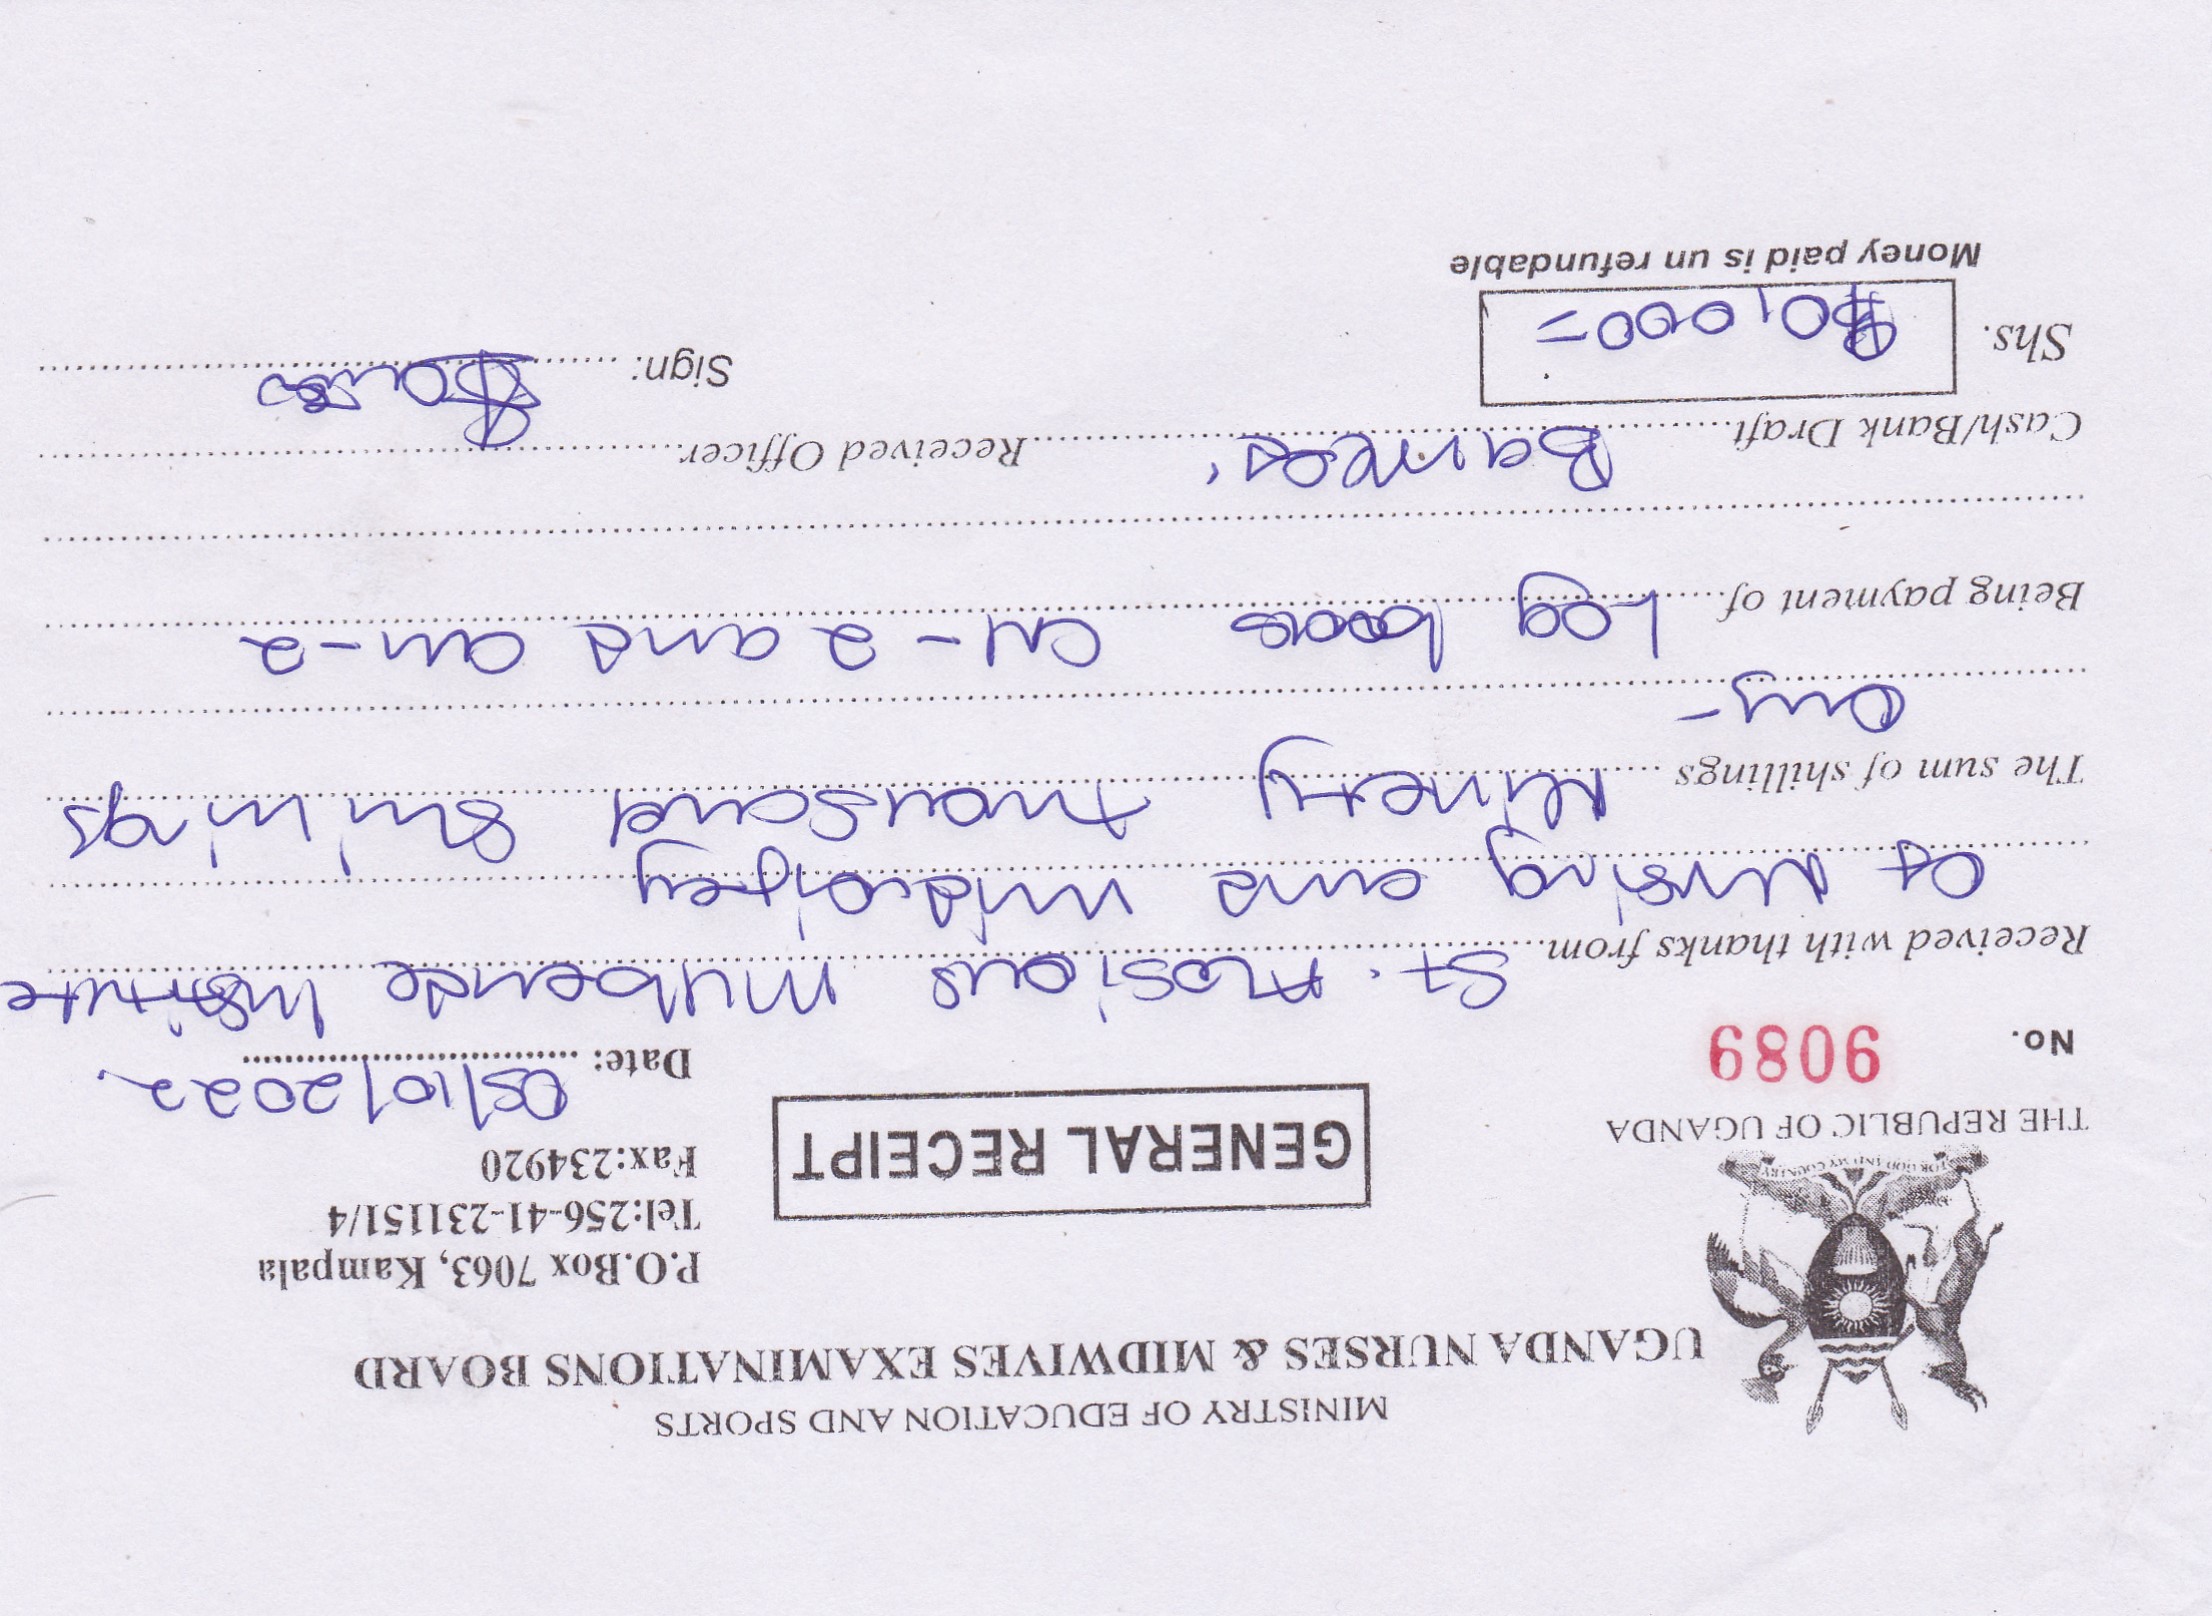 MINISTRY OF EDUCATION AND SPORTS
UGANDA NURSES & MIDWIVES EXAMINATIONS BOARD
P.O.Box 7063, Kampala
Tel:256-41-231151/4
Fax:234920
GENERAL RECEIPT
FOR GOD AND MY COUNTRY
THE REPUBLIC OF UGANDA
No. 9089
Date: 05/10/2022.
Received with thanks from St. Alosious Mubende Institute
Of Nursing and midwifrey
The sum of shillings Ninety thousand Shillings
Only-
Being payment of Log books CN-2 and CM-2
Cash/Bank Draft Received Officer
Sign:
Shs. 90,000=
Money paid is un refundable